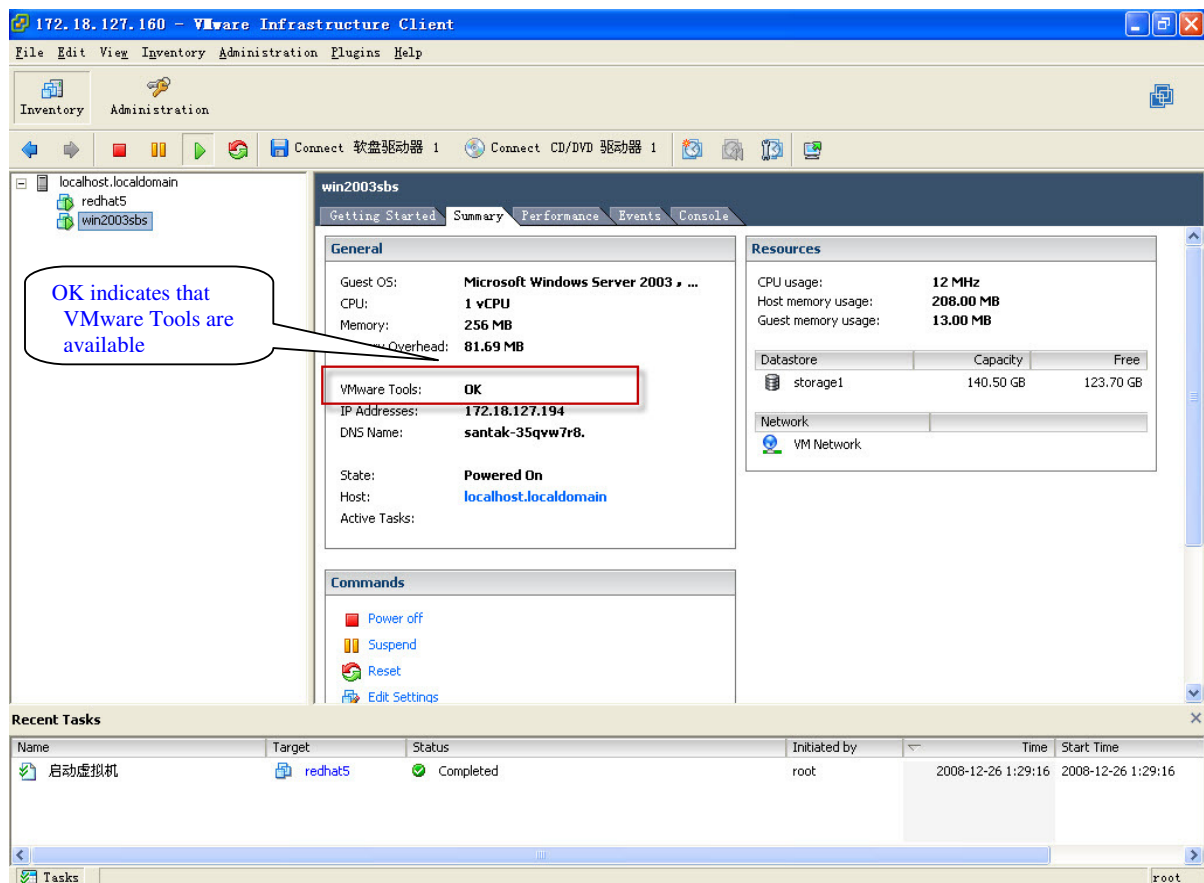 172.18.127.160 - VMware Infrastructure Client
File Edit View Inventory Administration Plugins Help
Inventory Administration
Connect 软盘驱动器 1 Connect CD/DVD 驱动器 1
localhost.localdomain
redhat5
win2003sbs
OK indicates that
VMware Tools are
available
win2003sbs
Getting Started Summary Performance Events Console
General
Guest OS: Microsoft Windows Server 2003, ...
CPU: 1 vCPU
Memory: 256 MB
Overhead: 81.69 MB
VMware Tools: OK
IP Addresses: 172.18.127.194
DNS Name: santak-35qvw7r8.
State: Powered On
Host: localhost.localdomain
Active Tasks:
Commands
Power off
Suspend
Reset
Edit Settings
Resources
CPU usage: 12 MHz
Host memory usage: 208.00 MB
Guest memory usage: 13.00 MB
Datastore Capacity Free
storage1 140.50 GB 123.70 GB
Network
VM Network
Recent Tasks
Name Target Status Initiated by Time Start Time
启动虚拟机 redhat5 Completed root 2008-12-26 1:29:16 2008-12-26 1:29:16
Tasks root